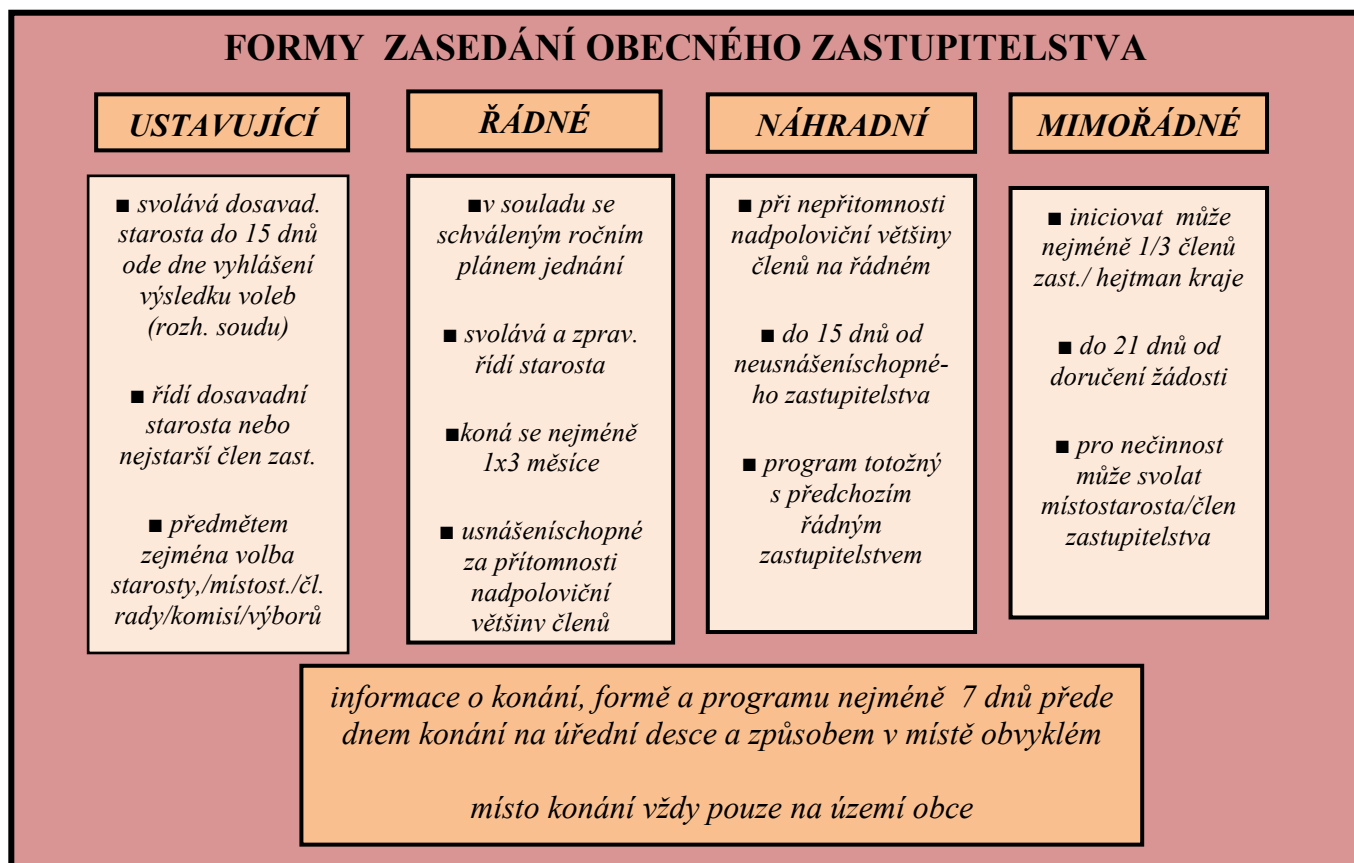 FORMY ZASEDÁNÍ OBECNÉHO ZASTUPITELSTVA
USTAVUJÍCÍ
■ svolává dosavad.
starosta do 15 dnů
ode dne vyhlášení
výsledku voleb
(rozh. soudu)
■ řídí dosavadní
starosta nebo
nejstarší člen zast.
■ předmětem
zejména volba
starosty,/místost./čl.
rady/komisí/výborů
ŘÁDNÉ
■v souladu se
schváleným ročním
plánem jednání
■ svolává a zprav.
řídí starosta
■koná se nejméně
1x3 měsíce
■ usnášeníschopné
za přítomnosti
nadpoloviční
většiny členů
NÁHRADNÍ
■ při nepřitomnosti
nadpoloviční většiny
členů na řádném
■ do 15 dnů od
neusnášeníschopné-
ho zastupitelstva
■ program totožný
s předchozím
řádným
zastupitelstvem
MIMOŘÁDNÉ
■ iniciovat může
nejméně 1/3 členů
zast./ hejtman kraje
■ do 21 dnů od
doručení žádosti
■ pro nečinnost
může svolat
místostarosta/člen
zastupitelstva
informace o konání, formě a programu nejméně 7 dnů přede
dnem konání na úřední desce a způsobem v místě obvyklém
místo konání vždy pouze na území obce